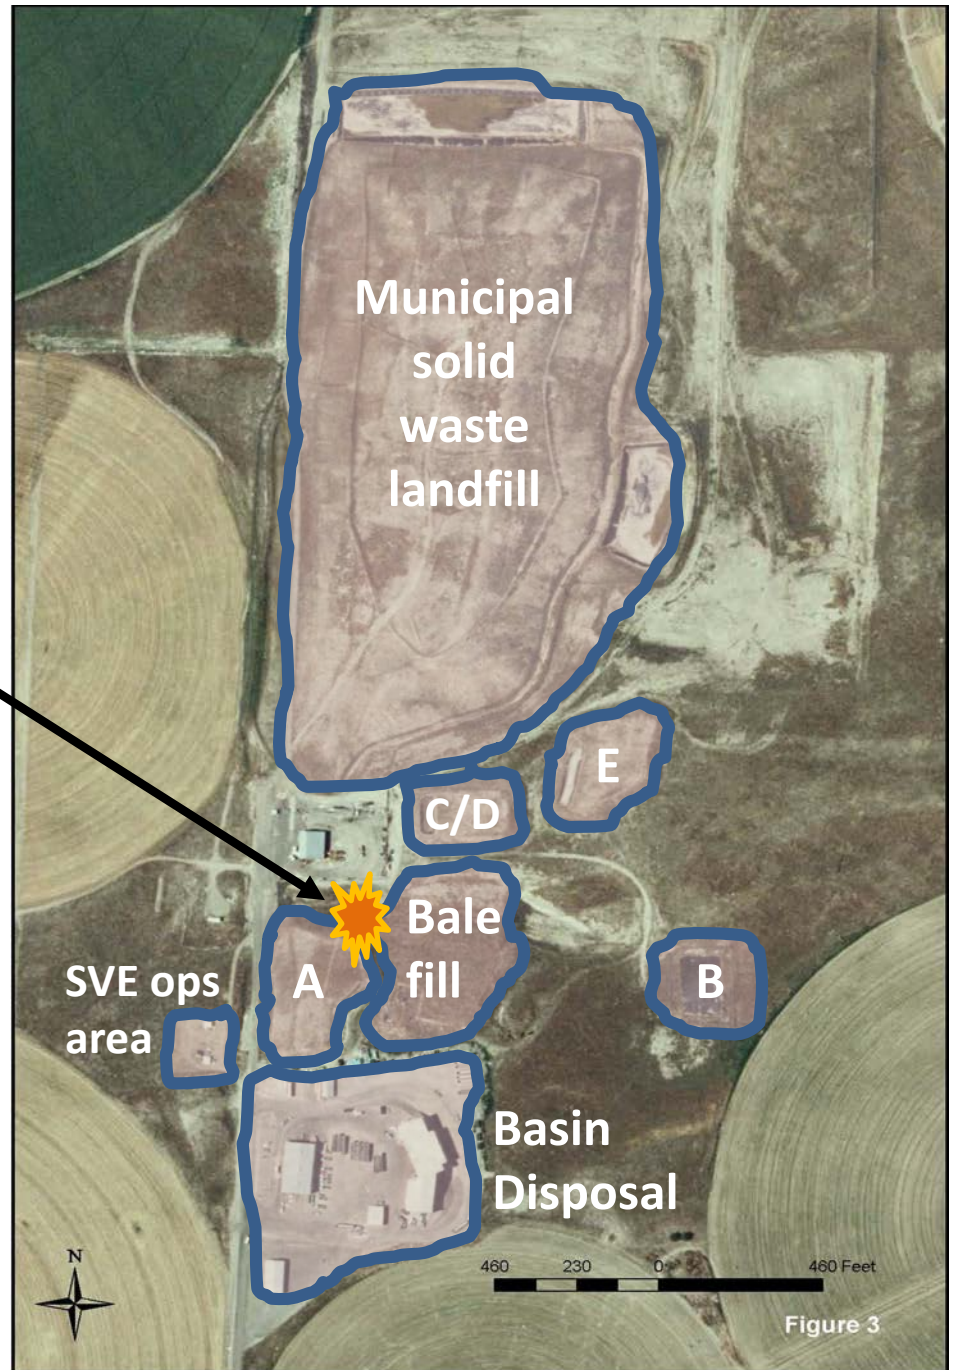 Municipal
solid
waste
landfill
E
C/D
Bale
fill
A
B
SVE ops
area
Basin
Disposal
N
460 230 0 460 Feet
Figure 3